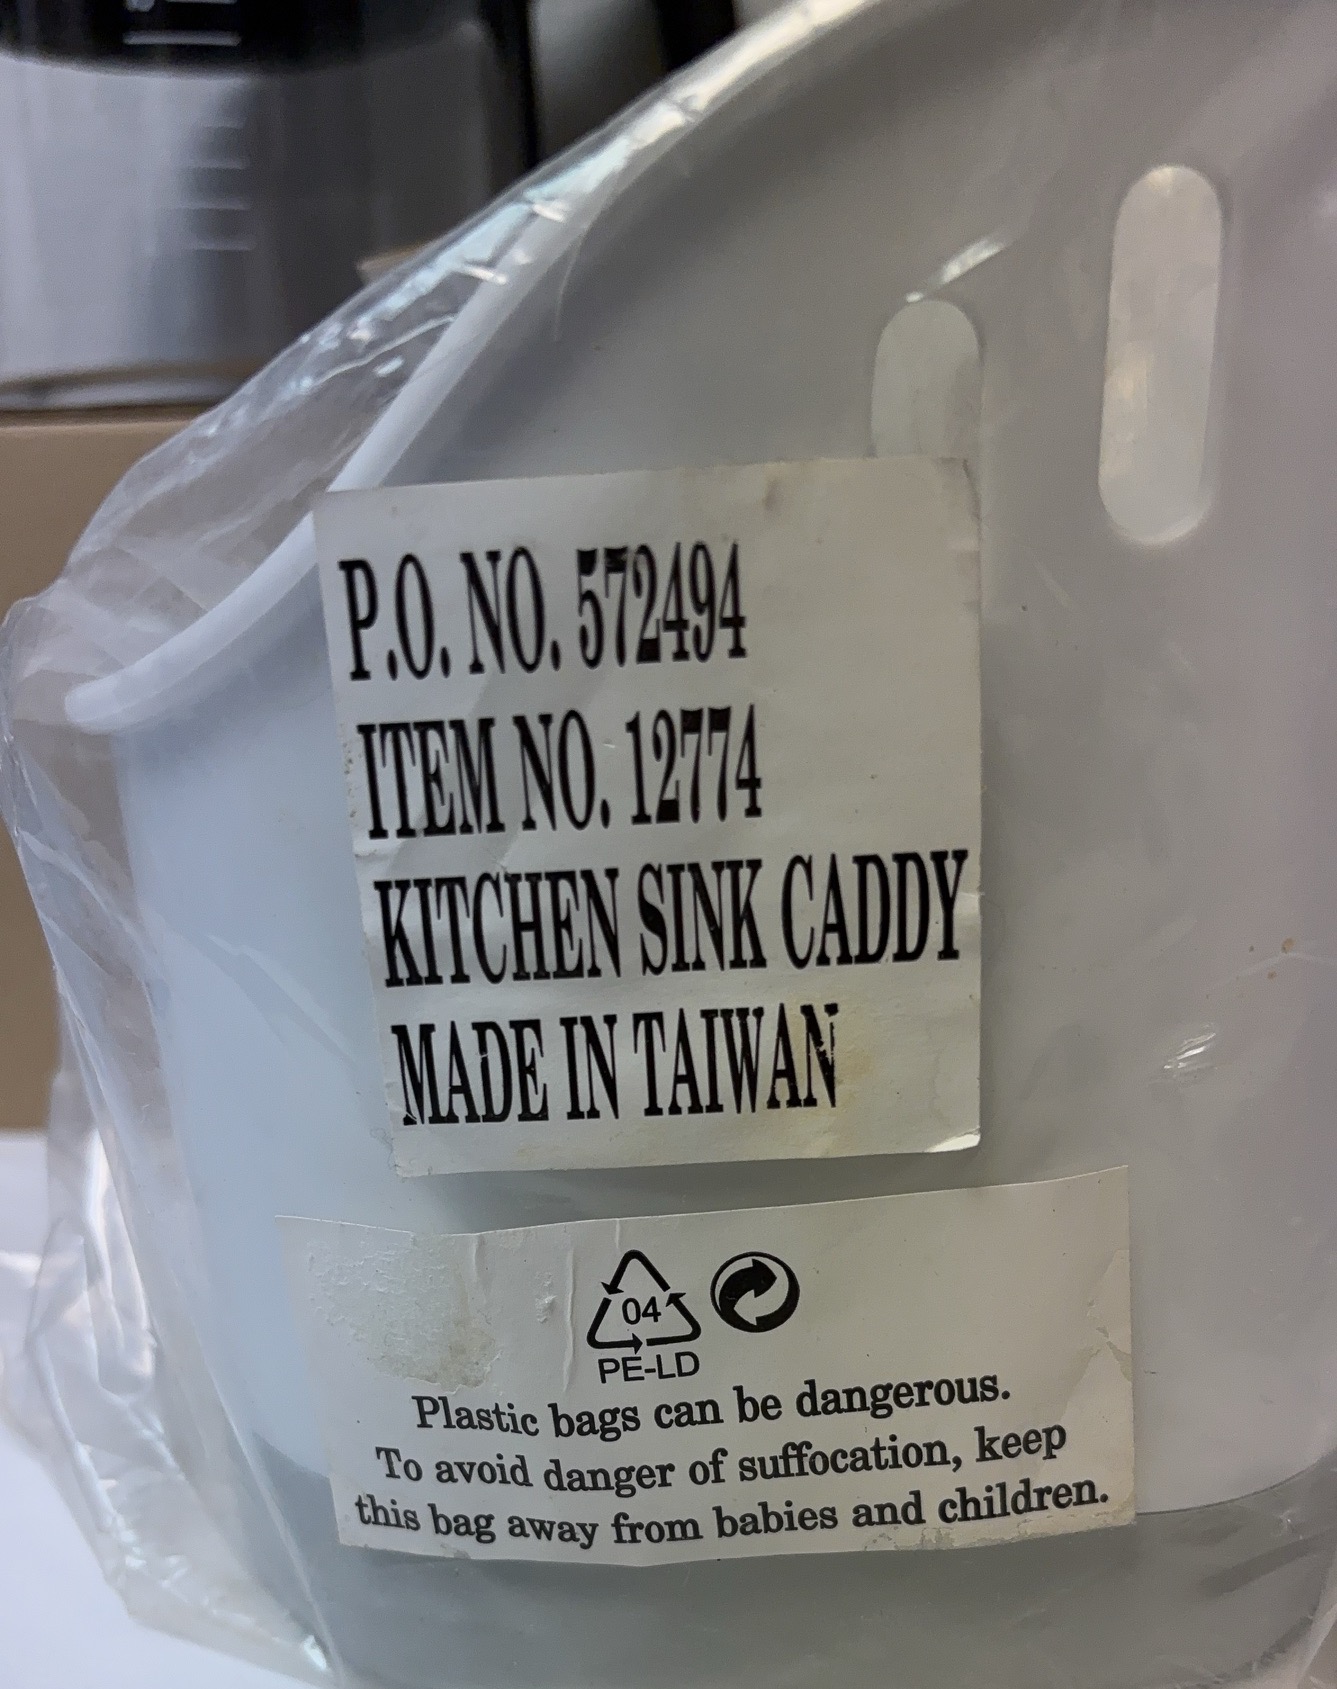 P.O. NO. 572494
ITEM NO. 12774
KITCHEN SINK CADDY
MADE IN TAIWAN
04
PE-LD
Plastic bags can be dangerous.
To avoid danger of suffocation, keep
this bag away from babies and children.